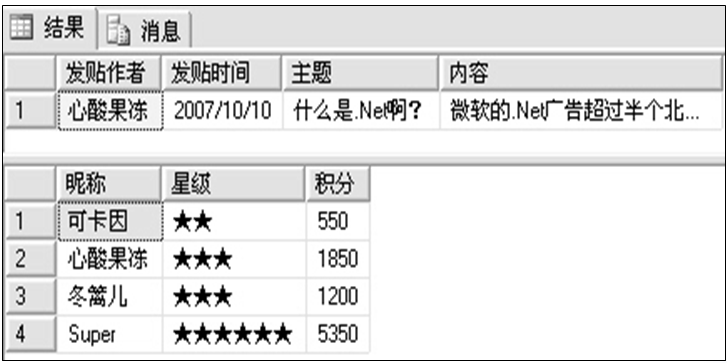 结果 消息
发贴作者 发贴时间 主题 内容
1 心酸果冻 2007/10/10 什么是.Net啊? 微软的.Net广告超过半个北...
昵称 星级 积分
1 可卡因 ★★ 550
2 心酸果冻 ★★★ 1850
3 冬篱儿 ★★★ 1200
4 Super ★★★★★★ 5350